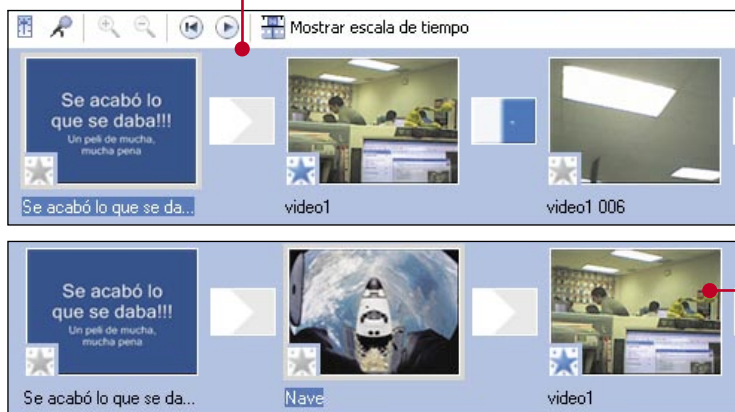 Mostrar escala de tiempo
Se acabó lo
que se daba!!!
Un peli de mucha,
mucha pena
Se acabó lo que se da...
video1
video1 006
Se acabó lo
que se daba!!!
Un peli de mucha,
mucha pena
Se acabó lo que se da...
Nave
video1